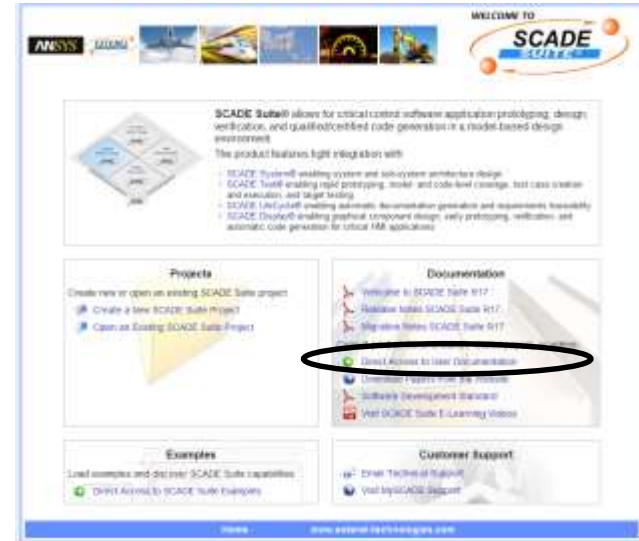 WELCOME TO
ANSYS
SCADE
SUITE
SCADE Suite® allows for critical control software application prototyping, design,
verification, and qualified/certified code generation in a model-based design
environment
The product features tight integration with
SCADE System® enabling system and sub-system architecture design
SCADE Test® enabling rapid prototyping, model- and code-level coverage, test case creation
and execution, and target testing
SCADE LifeCycle® enabling automatic documentation generation and requirements traceability
SCADE Display® enabling graphical component design, early prototyping, verification, and
automatic code generation for critical HMI applications
Projects
Create new or open an existing SCADE Suite project
Create a New SCADE Suite Project
Open an Existing SCADE Suite Project
Documentation
Welcome to SCADE Suite R17
Release Notes SCADE Suite R17
Migration Notes SCADE Suite R17
Direct Access to User Documentation
Download Papers from the Website
Software Development Standard
Visit SCADE Suite E-Learning Videos
Examples
Load examples and discover SCADE Suite capabilities
Direct Access to SCADE Suite Examples
Customer Support
Email Technical Support
Visit MySCADE Support
Home
www.esterel-technologies.com